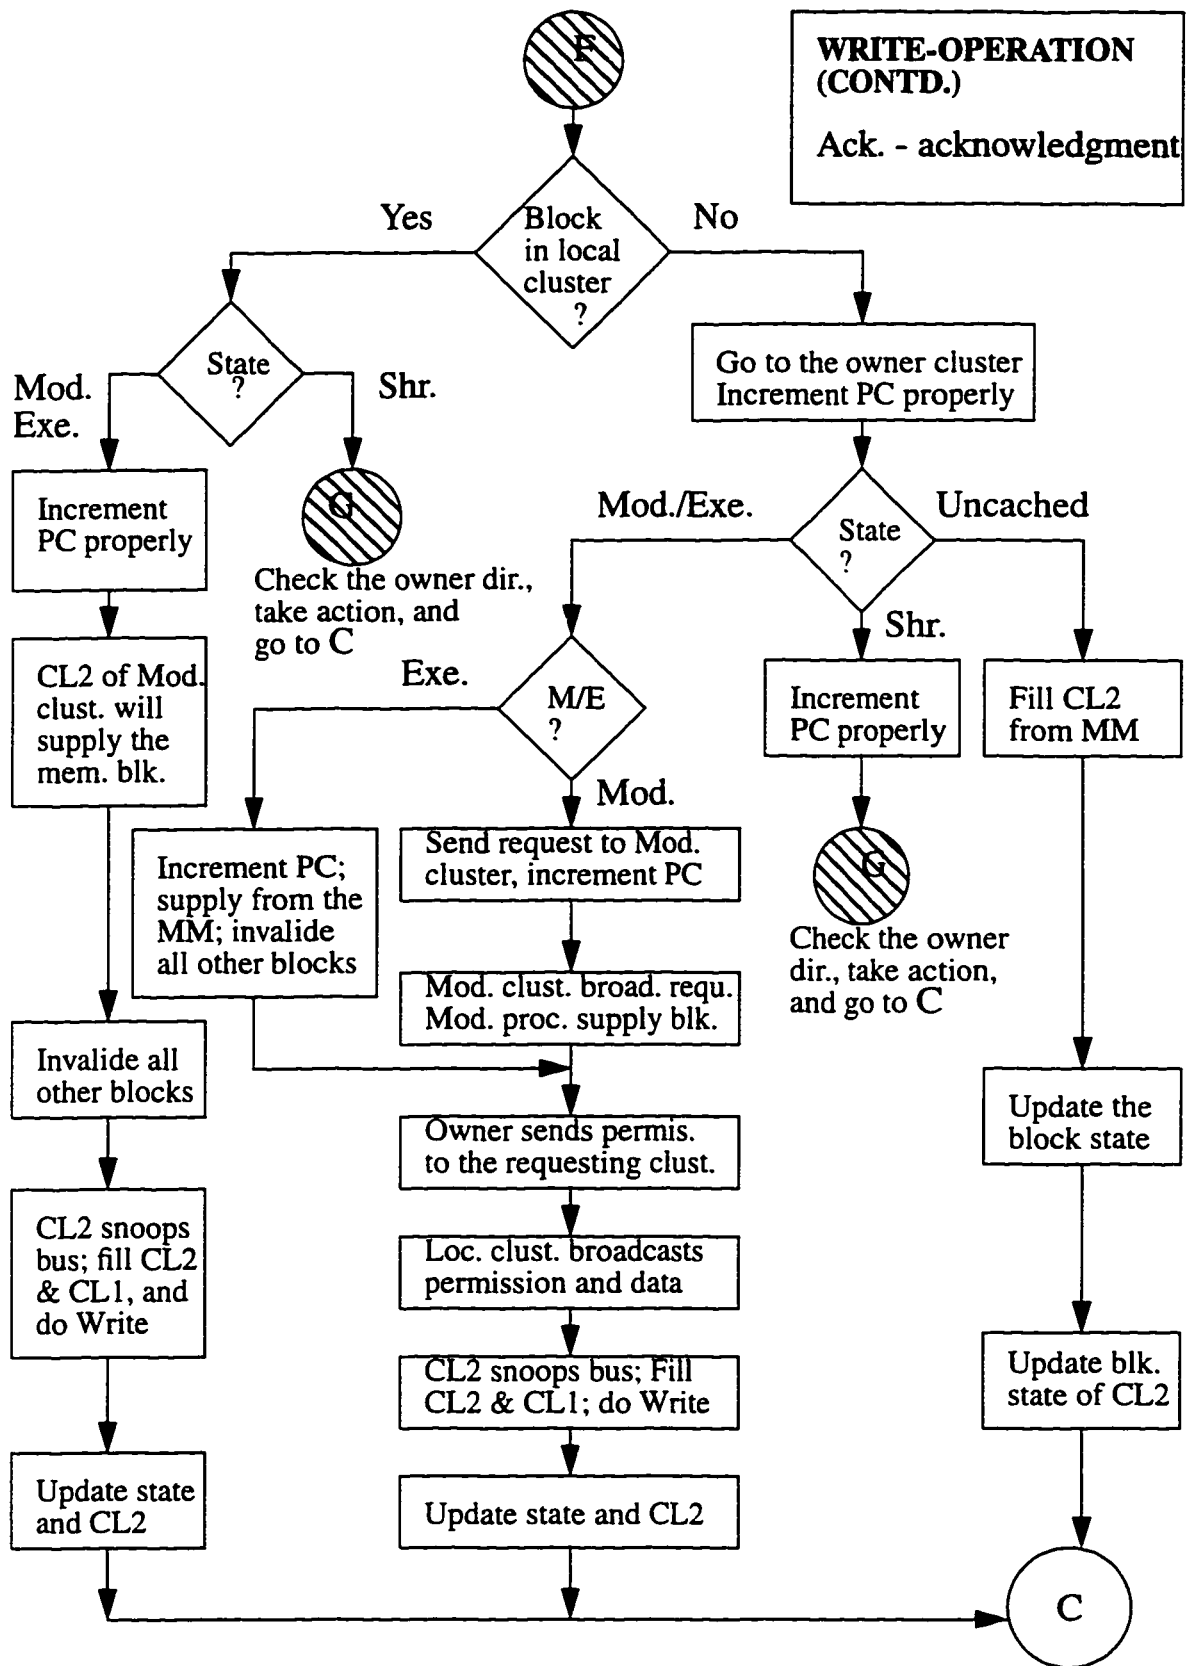 F
WRITE-OPERATION
(CONTD.)
Ack. - acknowledgment
Yes
Block
in local
cluster
?
No
State
?
Mod.
Exe.
Shr.
Go to the owner cluster
Increment PC properly
Increment
PC properly
G
Check the owner dir.,
take action, and
go to C
Mod./Exe.
State
?
Uncached
Shr.
CL2 of Mod.
clust. will
supply the
mem. blk.
Exe.
M/E
?
Mod.
Increment
PC properly
Fill CL2
from MM
Increment PC;
supply from the
MM; invalide
all other blocks
Send request to Mod.
cluster, increment PC
G
Check the owner
dir., take action,
and go to C
Mod. clust. broad. requ.
Mod. proc. supply blk.
Invalide all
other blocks
Owner sends permis.
to the requesting clust.
Update the
block state
CL2 snoops
bus; fill CL2
& CL1, and
do Write
Loc. clust. broadcasts
permission and data
CL2 snoops bus; Fill
CL2 & CL1; do Write
Update blk.
state of CL2
Update state
and CL2
Update state and CL2
C